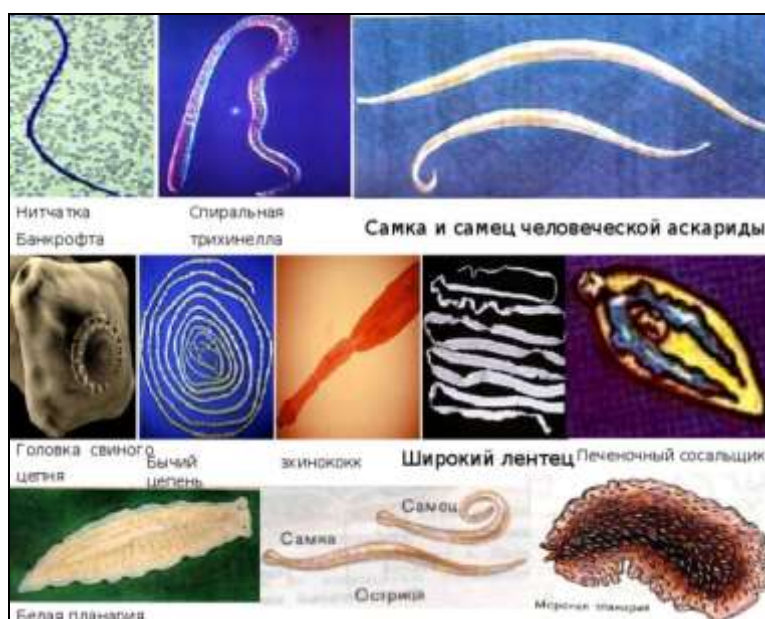 Нитчатка
Банкрофта
Спиральная
трихинелла
Самка и самец человеческой аскариды
Головка свиного
цепня
Бычий
цепень
эхинококк
Широкий лентец
Печеночный сосальщик
Самец
Самка
Острица
Белая планария
Морская планария